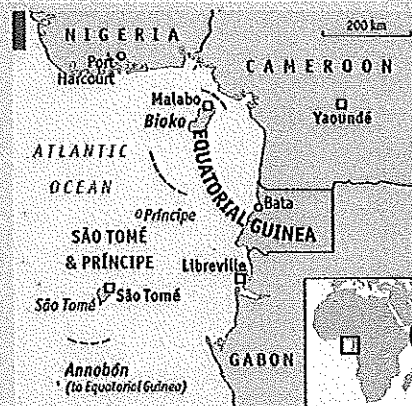 NIGERIA
200 km
Port
Harcourt
CAMEROON
Malabo
Bioko
Yaoundé
ATLANTIC
OCEAN
EQUATORIAL GUINEA
Bata
Príncipe
SÃO TOMÉ
& PRÍNCIPE
Libreville
São Tomé
São Tomé
GABON
Annobón
(to Equatorial Guinea)